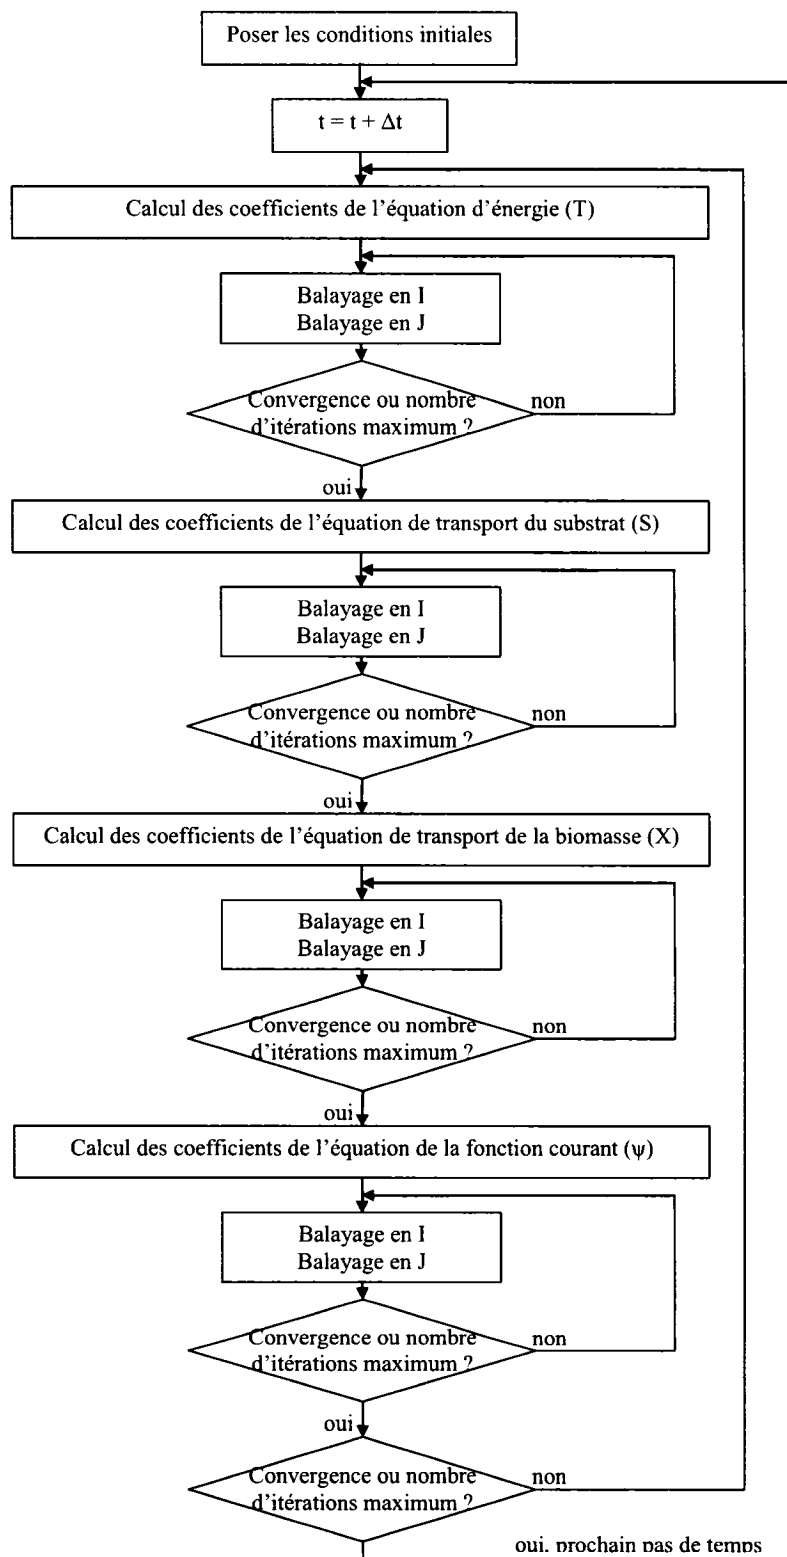 Poser les conditions initiales
t = t + Δt
Calcul des coefficients de l'équation d'énergie (T)
Balayage en I
Balayage en J
Convergence ou nombre
d'itérations maximum ?
non
oui
Calcul des coefficients de l'équation de transport du substrat (S)
Balayage en I
Balayage en J
Convergence ou nombre
d'itérations maximum ?
non
oui
Calcul des coefficients de l'équation de transport de la biomasse (X)
Balayage en I
Balayage en J
Convergence ou nombre
d'itérations maximum ?
non
oui
Calcul des coefficients de l'équation de la fonction courant (ψ)
Balayage en I
Balayage en J
Convergence ou nombre
d'itérations maximum ?
non
oui
Convergence ou nombre
d'itérations maximum ?
non
oui, prochain pas de temps